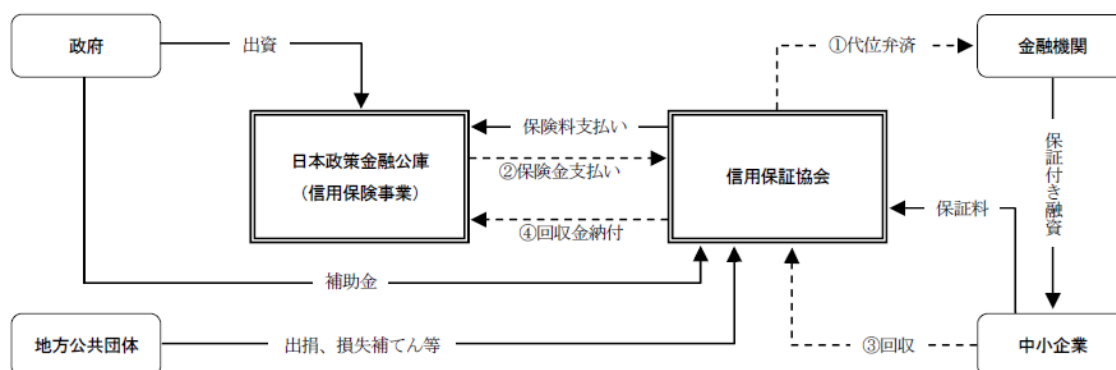 政府
出資
①代位弁済
金融機関
日本政策金融公庫
（信用保険事業）
保険料支払い
②保険金支払い
④回収金納付
信用保証協会
保証付き融資
保証料
補助金
地方公共団体
出捐、損失補てん等
③回収
中小企業